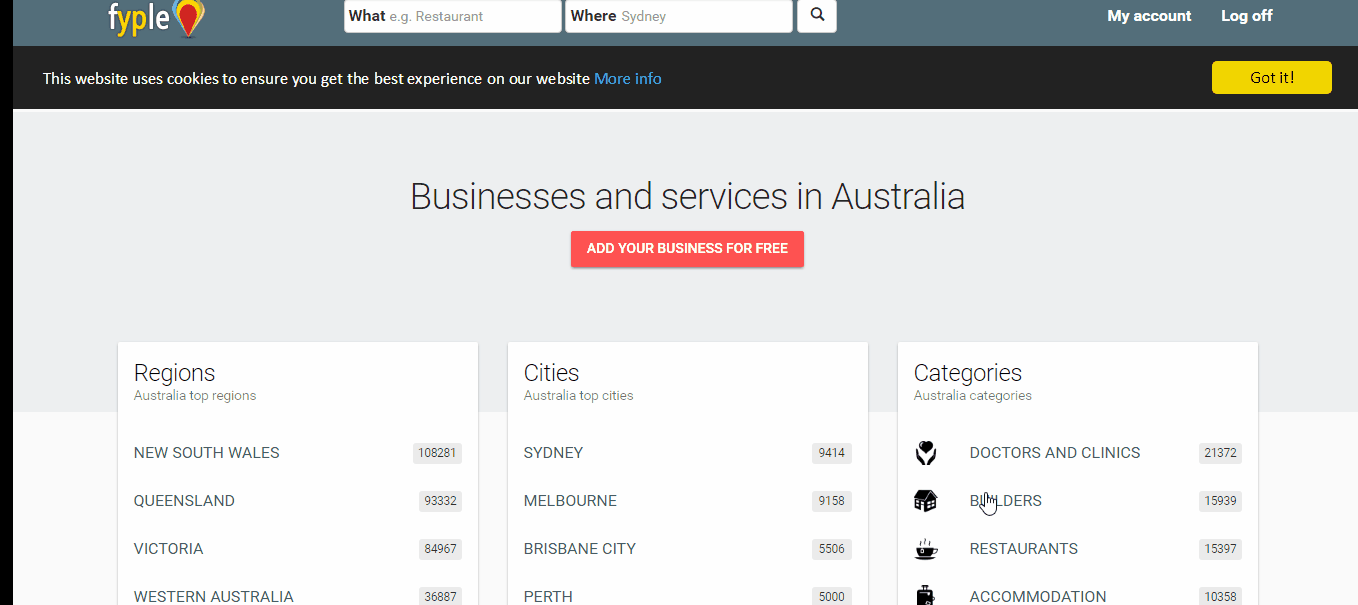 fyple
What e.g. Restaurant
Where Sydney
My account
Log off
This website uses cookies to ensure you get the best experience on our website More info
Got it!
Businesses and services in Australia
ADD YOUR BUSINESS FOR FREE
Regions
Australia top regions
NEW SOUTH WALES 108281
QUEENSLAND 93332
VICTORIA 84967
WESTERN AUSTRALIA 36887
Cities
Australia top cities
SYDNEY 9414
MELBOURNE 9158
BRISBANE CITY 5506
PERTH 5000
Categories
Australia categories
DOCTORS AND CLINICS 21372
BUILDERS 15939
RESTAURANTS 15397
ACCOMMODATION 10358